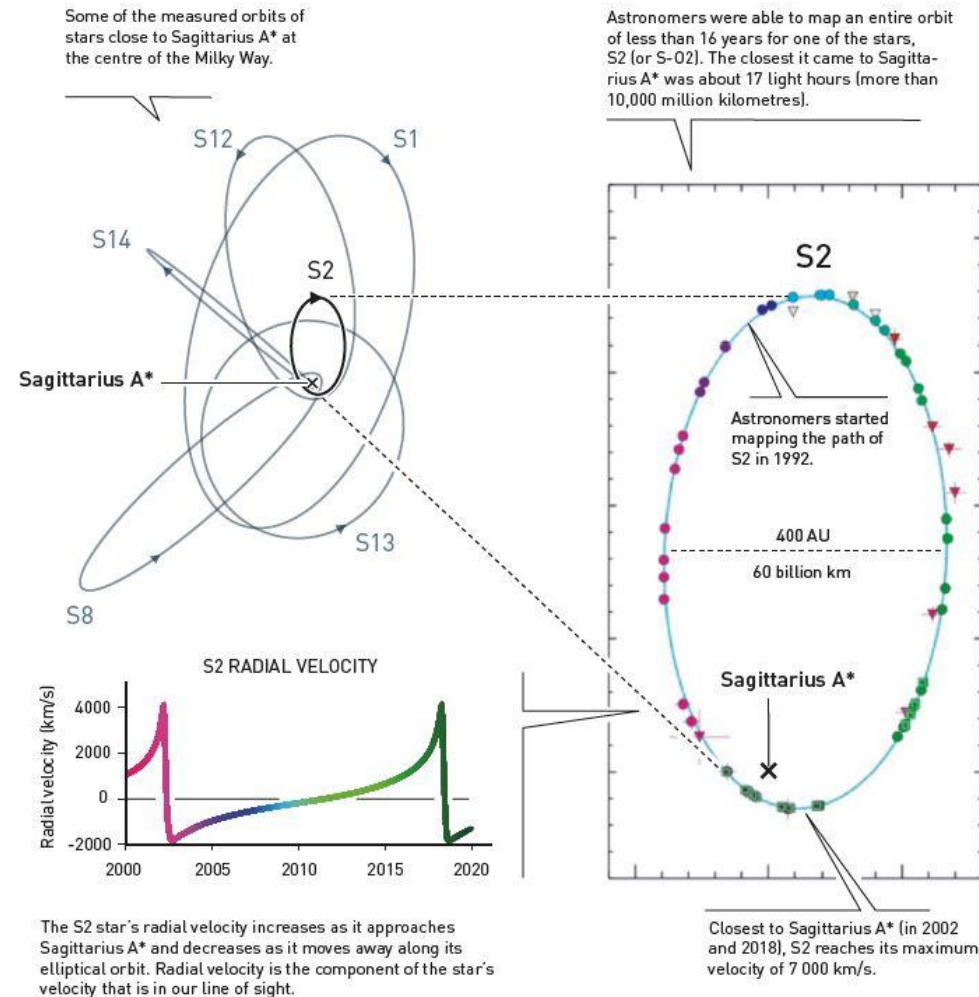 Some of the measured orbits of
stars close to Sagittarius A* at
the centre of the Milky Way.
Astronomers were able to map an entire orbit
of less than 16 years for one of the stars,
S2 (or S-O2). The closest it came to Sagitta-
rius A* was about 17 light hours (more than
10,000 million kilometres).
S12
S1
S14
S2
Sagittarius A*
S13
S8
S2
Astronomers started
mapping the path of
S2 in 1992.
400 AU
60 billion km
Sagittarius A*
S2 RADIAL VELOCITY
Radial velocity (km/s)
4000
2000
0
-2000
2000 2005 2010 2015 2020
The S2 star's radial velocity increases as it approaches
Sagittarius A* and decreases as it moves away along its
elliptical orbit. Radial velocity is the component of the star's
velocity that is in our line of sight.
Closest to Sagittarius A* (in 2002
and 2018), S2 reaches its maximum
velocity of 7 000 km/s.